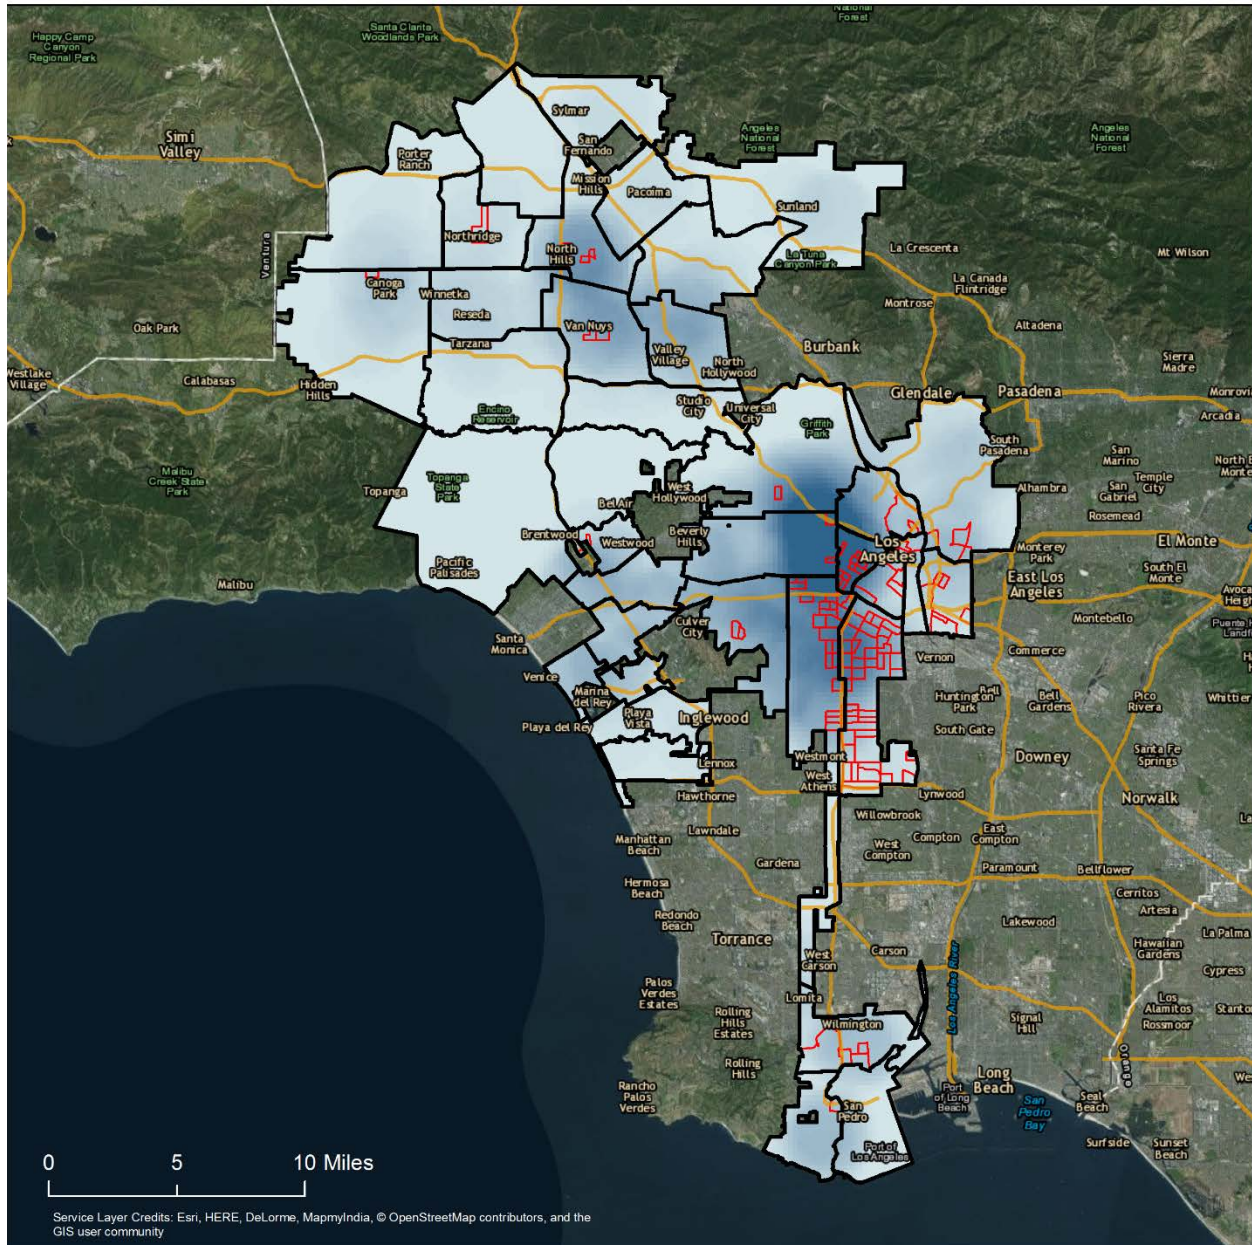 National
Forest
Santa Clarita
Woodlands Park
Happy Camp
Canyon
Regional Park
Sylmar
Simi
Valley
San
Fernando
Angeles
National
Forest
Angeles
National
Forest
Porter
Ranch
Mission
Hills
Pacoima
Sunland
Northridge
North
Hills
La Tuna
Canyon Park
La Crescenta
Mt Wilson
Ventura
Canoga
Park
Winnetka
La Canada
Flintridge
Montrose
Reseda
Oak Park
Van Nuys
Altadena
Tarzana
Valley
Village
North
Hollywood
Burbank
Sierra
Madre
Westlake
Village
Calabasas
Hidden
Hills
Glendale
Pasadena
Monrovi
Arcadia
Encino
Reservoir
Studio
City
Universal
City
Griffith
Park
South
Pasadena
San
Marino
Temple
City
North E
Monte
Malibu
Creek State
Park
Topanga
Topanga
State
Park
West
Hollywood
Bel Air
Alhambra
San
Gabriel
Rosemead
Brentwood
Westwood
Beverly
Hills
Los
Angeles
El Monte
Monterey
Park
Pacific
Palisades
Malibu
East Los
Angeles
South El
Monte
Avoca
Heigh
Montebello
Puente H
Landf
Santa
Monica
Culver
City
Vernon
Commerce
Venice
Marina
del Rey
Huntington
Park
Bell
Bell
Gardens
Pico
Rivera
Whittier
Playa del Rey
Playa
Vista
Inglewood
South Gate
Westmont
Downey
Santa Fe
Springs
Lennox
West
Athens
Hawthorne
Lynwood
Norwalk
Willowbrook
Manhattan
Beach
Lawndale
West
Compton
Compton
East
Compton
Gardena
Paramount
Bellflower
Hermosa
Beach
Cerritos
Artesia
Redondo
Beach
Lakewood
La Palma
Torrance
West
Carson
Carson
Hawaiian
Gardens
Cypress
Palos
Verdes
Estates
Lomita
Los Angeles River
Los
Alamitos
Stanto
Rossmoor
Rolling
Hills
Estates
Wilmington
Signal
Hill
Orange
Rolling
Hills
Long
Beach
Port
of Long
Beach
Rancho
Palos
Verdes
San
Pedro
San
Pedro
Bay
Seal
Beach
Port of
Los Angeles
Surfside
Sunset
Beach
0 5 10 Miles
Service Layer Credits: Esri, HERE, DeLorme, MapmyIndia, © OpenStreetMap contributors, and the
GIS user community